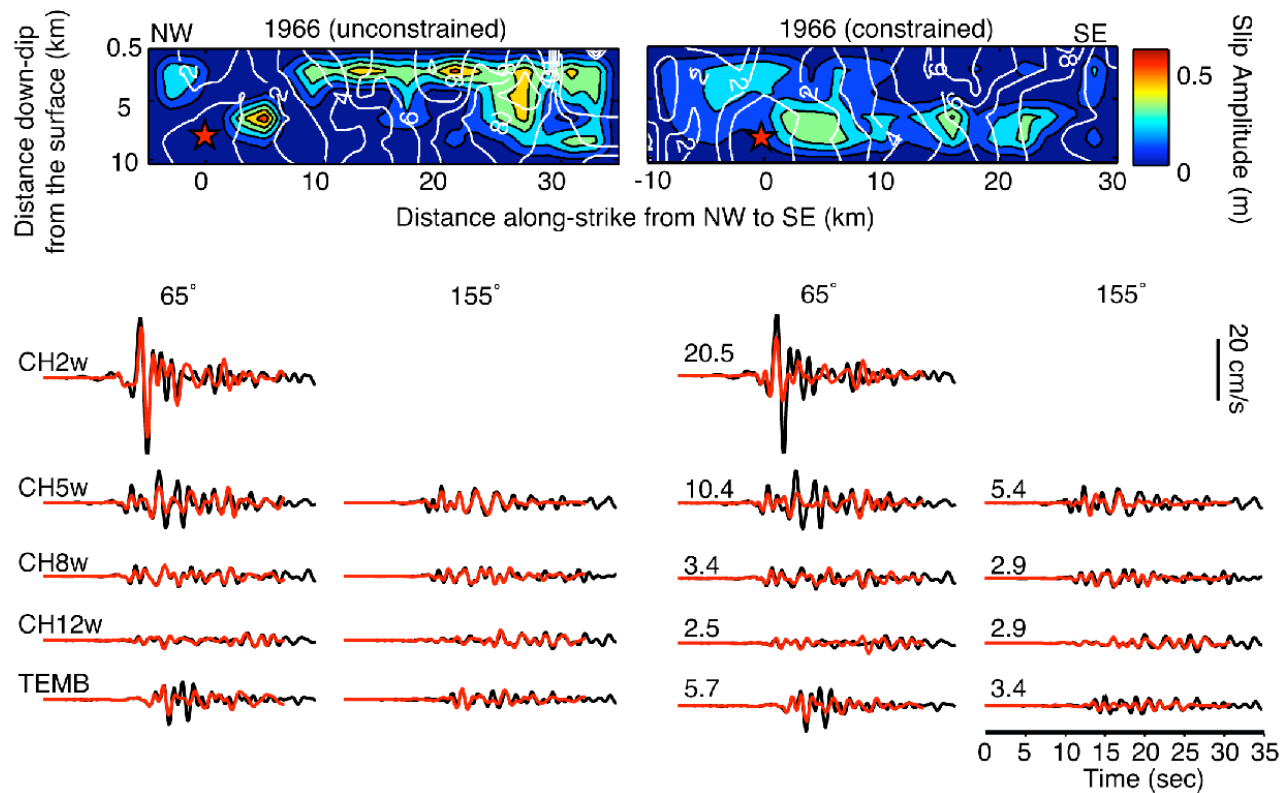 NW 1966 (unconstrained) 1966 (constrained) SE
Distance down-dip
from the surface (km)
0.5
5
10
0 10 20 30
-10 0 10 20 30
0.5
0
Slip Amplitude (m)
Distance along-strike from NW to SE (km)
65° 155° 65° 155°
CH2w 20.5
20 cm/s
CH5w 10.4 5.4
CH8w 3.4 2.9
CH12w 2.5 2.9
TEMB 5.7 3.4
0 5 10 15 20 25 30 35
Time (sec)